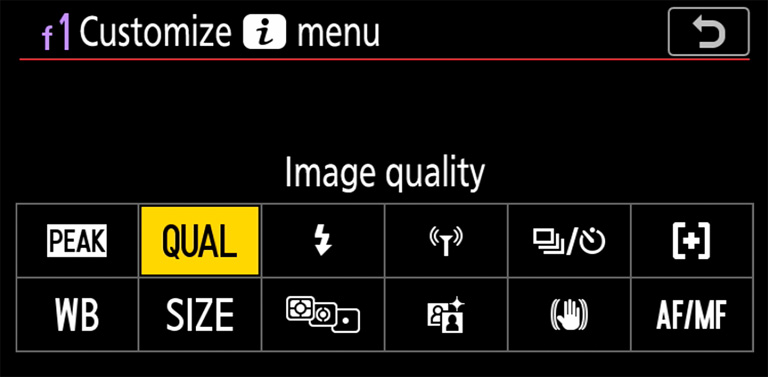 f1 Customize i menu
Image quality
PEAK QUAL T
WB SIZE AF/MF